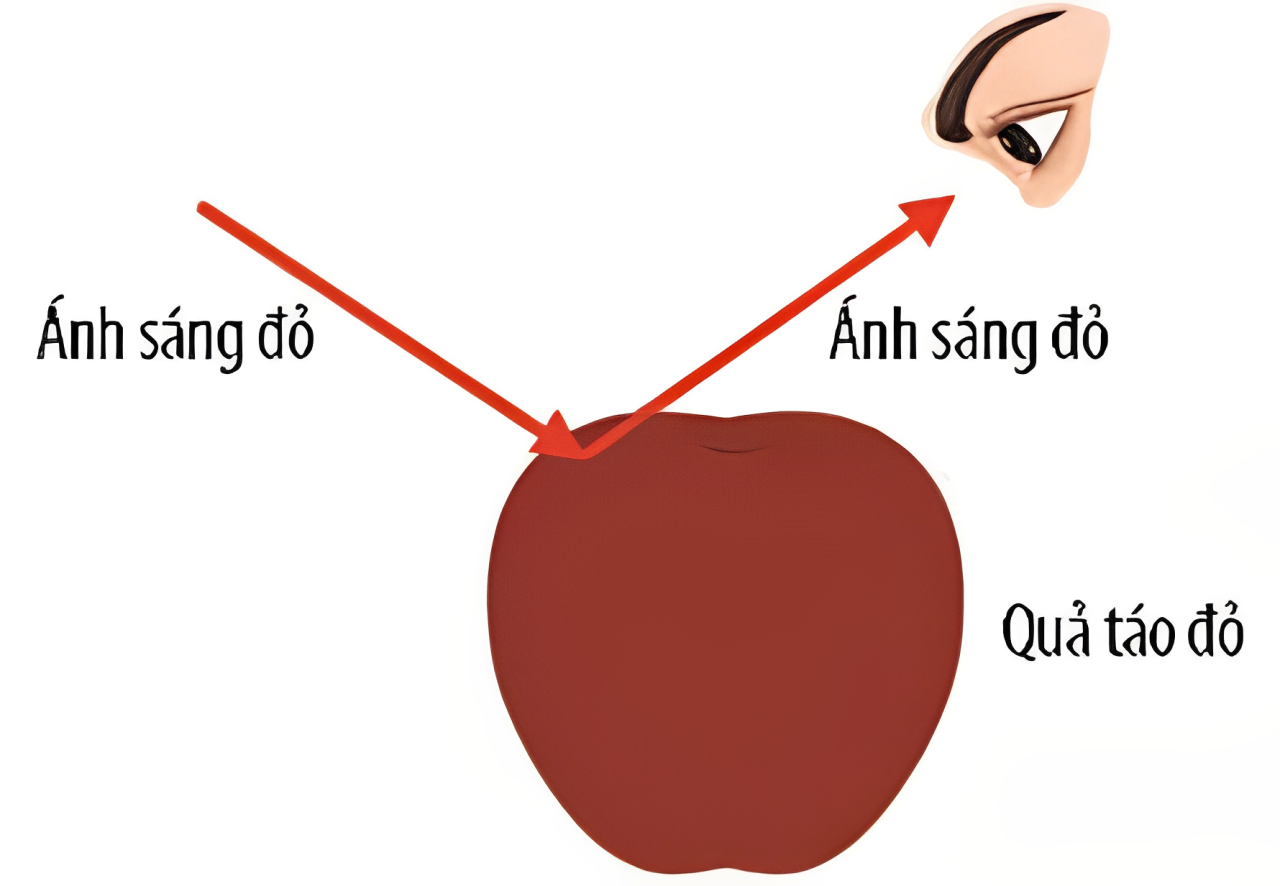 Ánh sáng đỏ
Ánh sáng đỏ
Quả táo đỏ